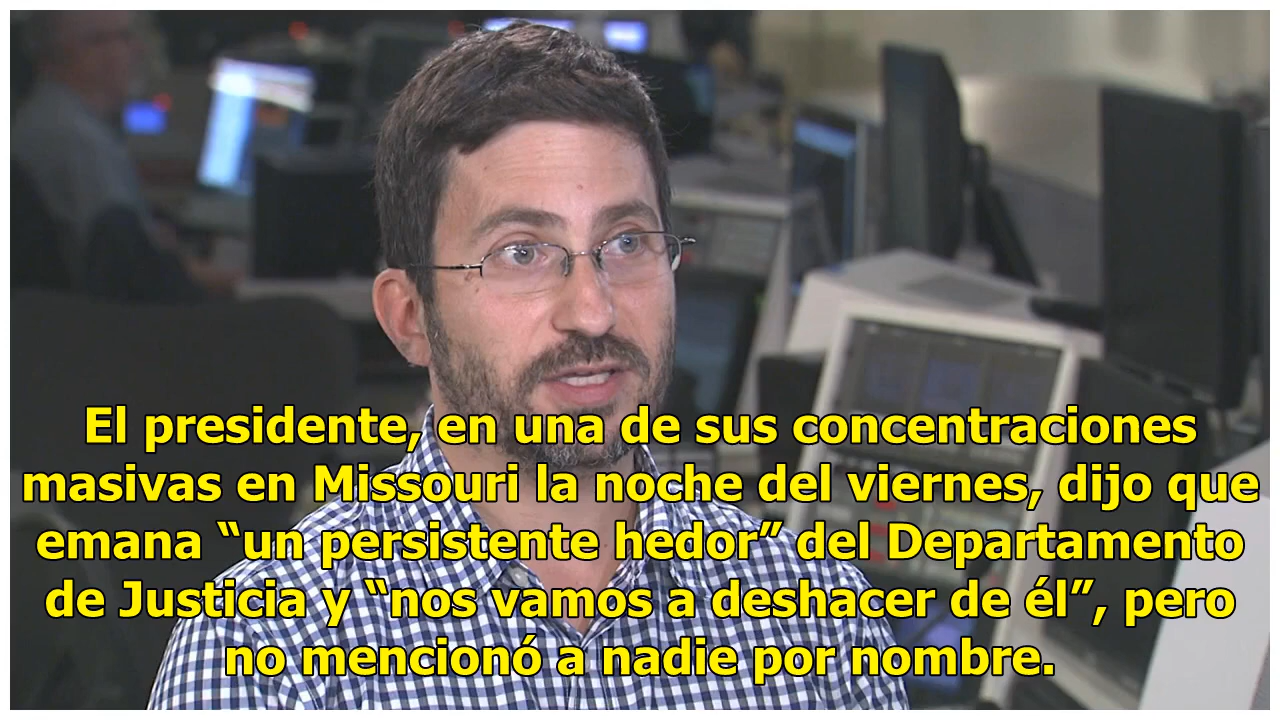 El presidente, en una de sus concentraciones
masivas en Missouri la noche del viernes, dijo que
emana “un persistente hedor” del Departamento
de Justicia y “nos vamos a deshacer de él”, pero
no mencionó a nadie por nombre.